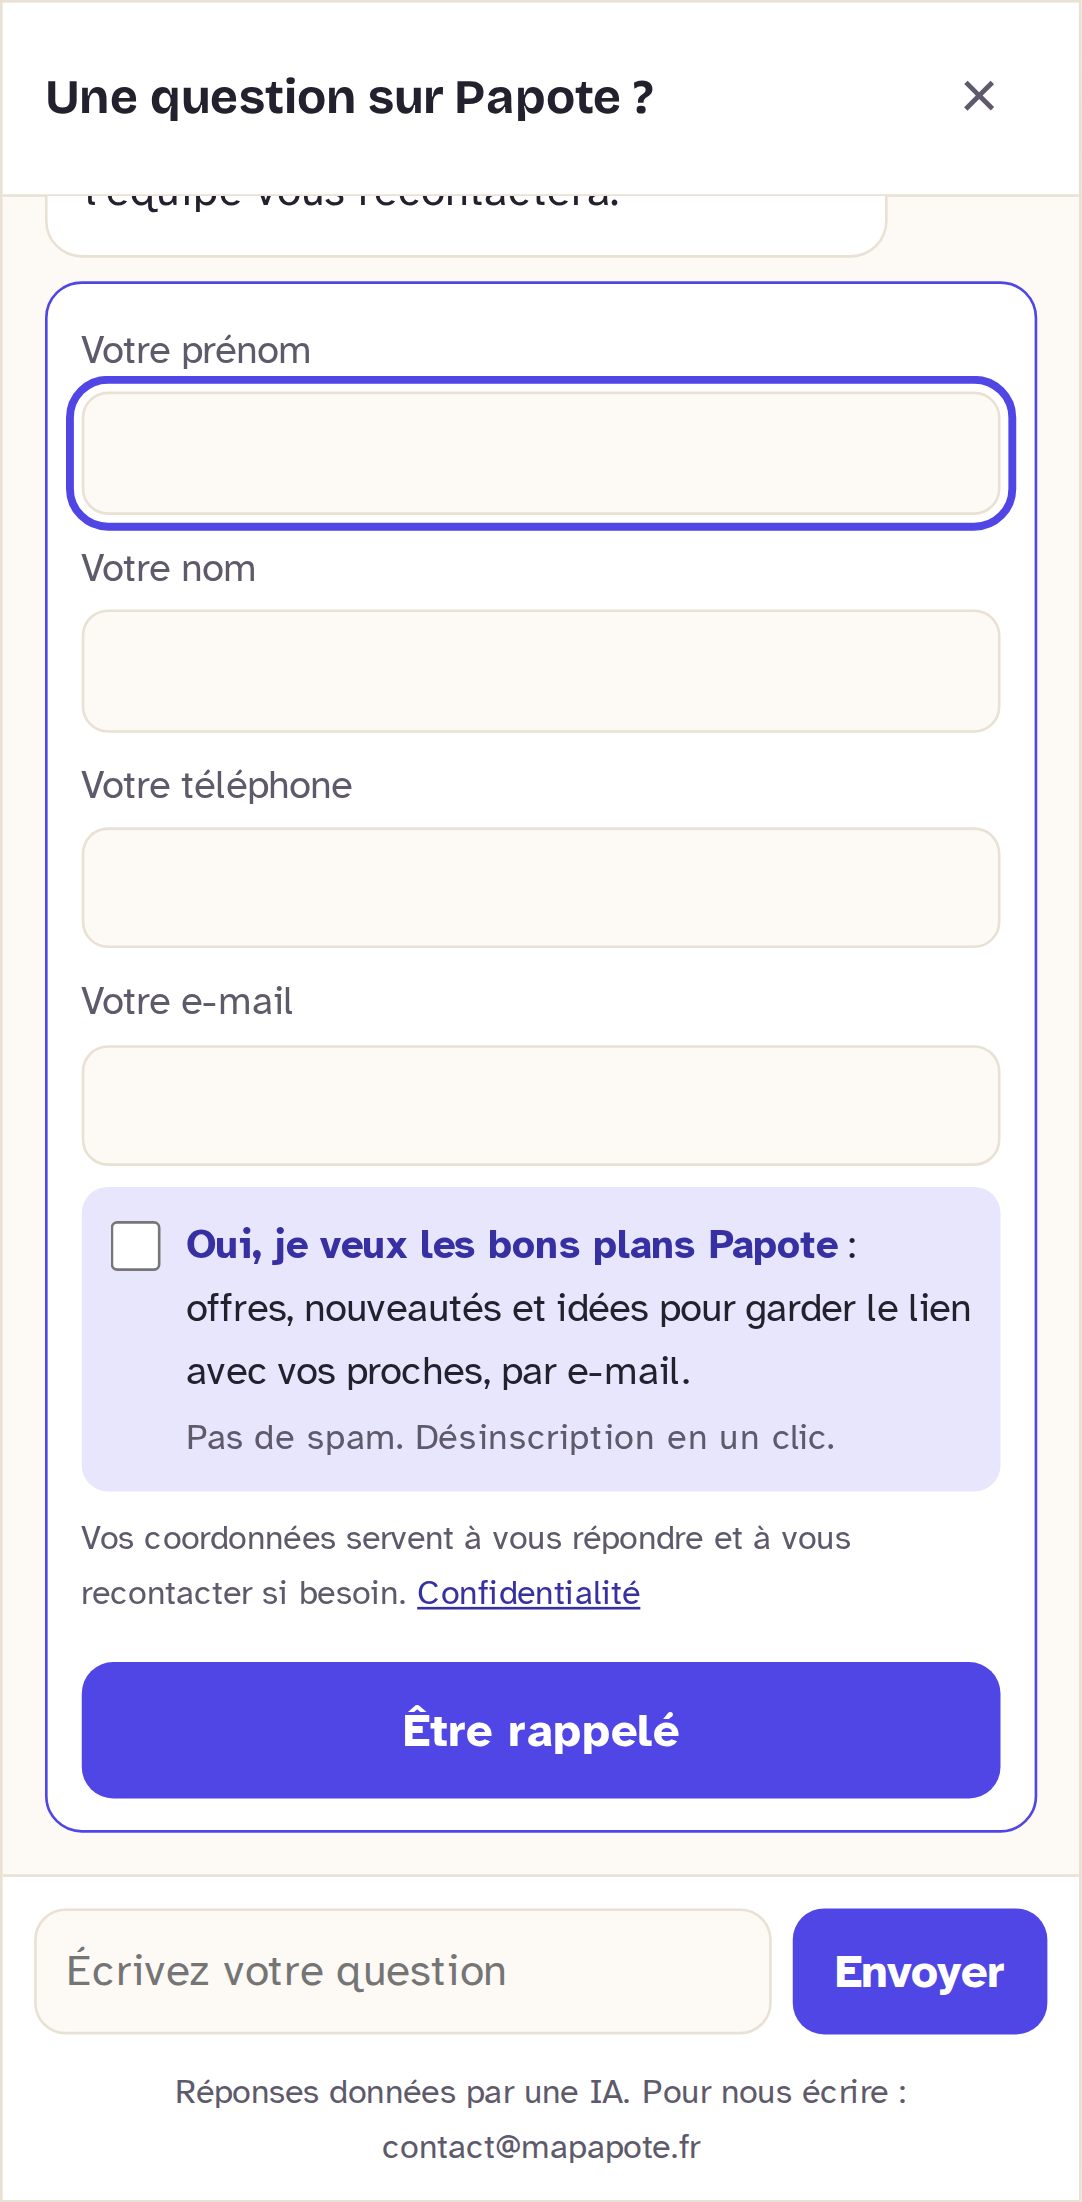 Une question sur Papote ?
l'équipe vous recontactera.
Votre prénom
Votre nom
Votre téléphone
Votre e-mail
Oui, je veux les bons plans Papote :
offres, nouveautés et idées pour garder le lien
avec vos proches, par e-mail.
Pas de spam. Désinscription en un clic.
Vos coordonnées servent à vous répondre et à vous
recontacter si besoin. Confidentialité
Être rappelé
Écrivez votre question
Envoyer
Réponses données par une IA. Pour nous écrire :
contact@mapapote.fr